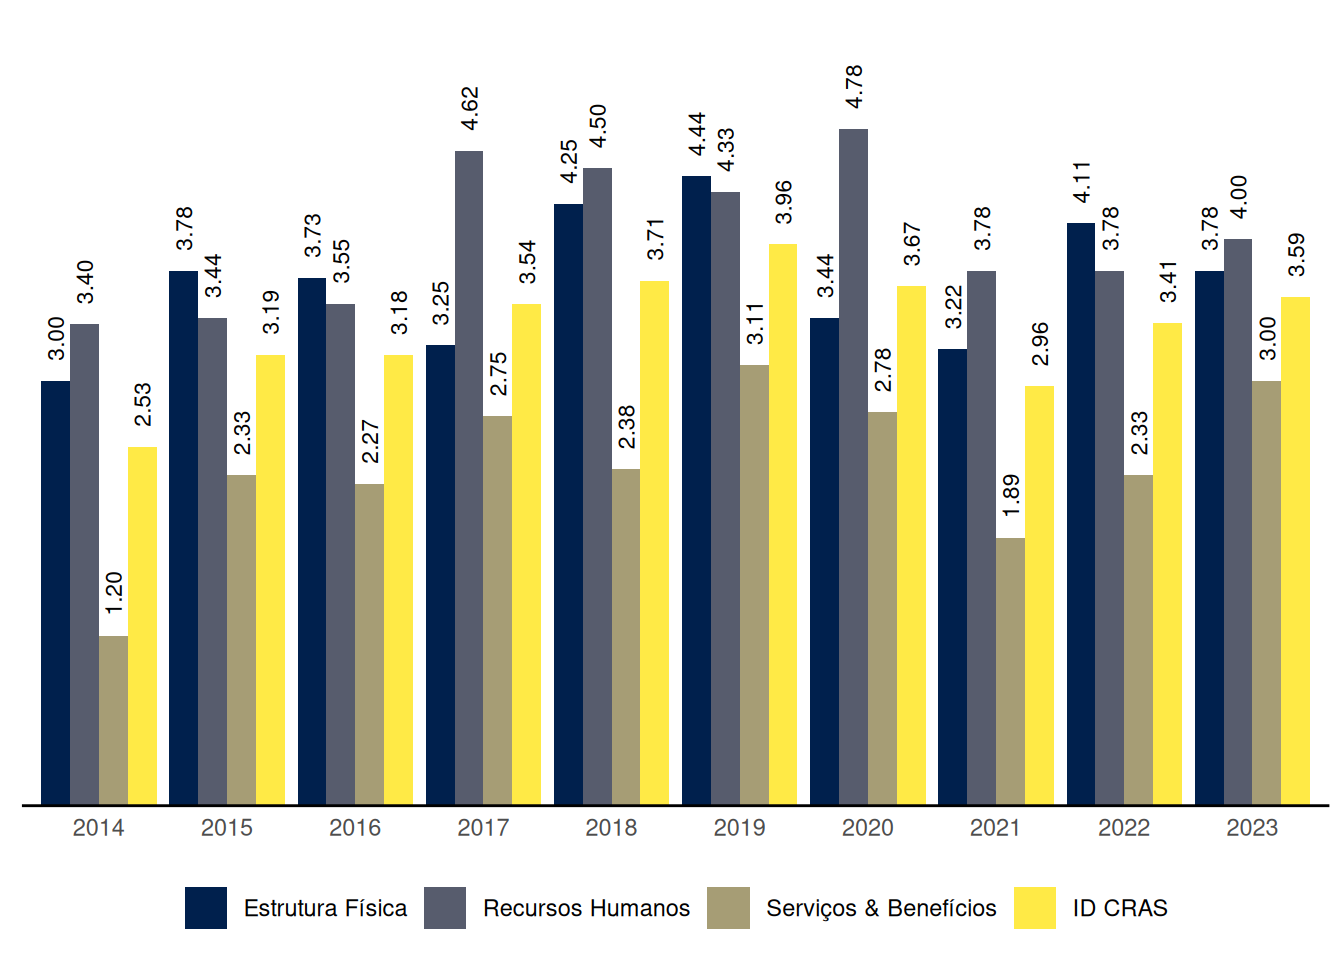 3.00 3.40 1.20 2.53
3.78 3.44 2.33 3.19
3.73 3.55 2.27 3.18
3.25 4.62 2.75 3.54
4.25 4.50 2.38 3.71
4.44 4.33 3.11 3.96
3.44 4.78 2.78 3.67
3.22 3.78 1.89 2.96
4.11 3.78 2.33 3.41
3.78 4.00 3.00 3.59
2014 2015 2016 2017 2018 2019 2020 2021 2022 2023
Estrutura Física Recursos Humanos Serviços & Benefícios ID CRAS